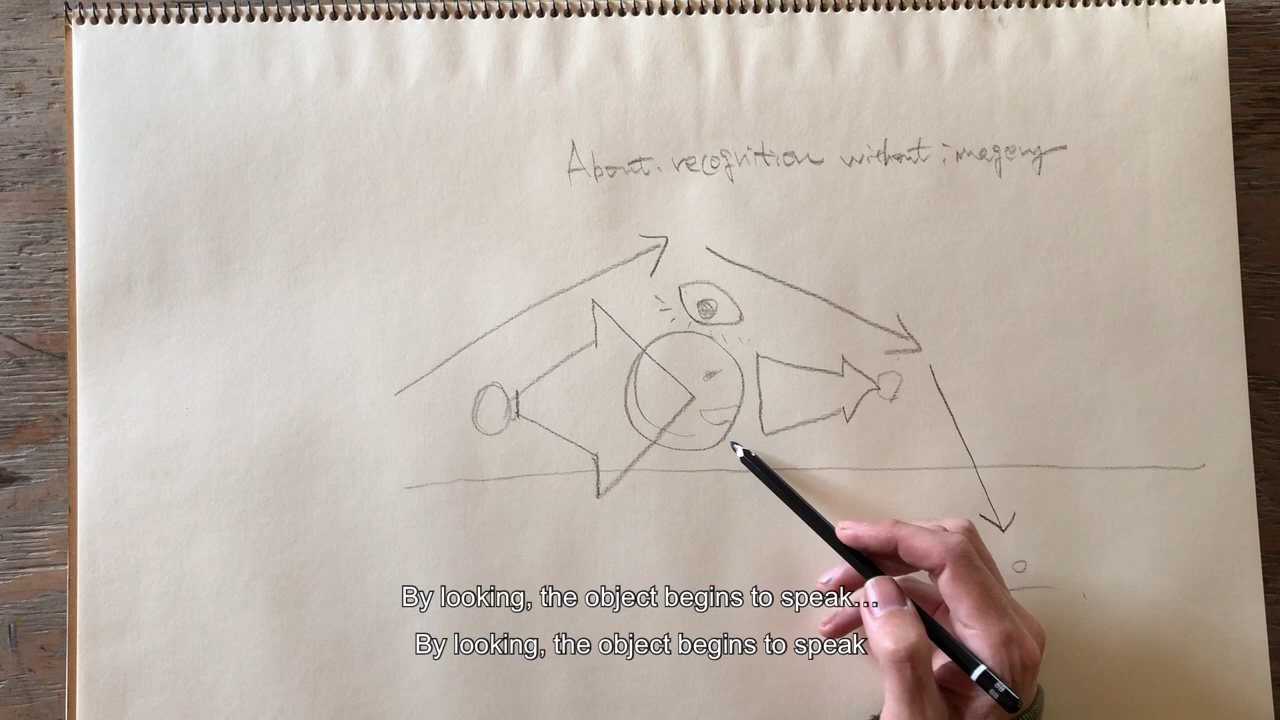 About. recognition without imagery
By looking, the object begins to speak...
By looking, the object begins to speak